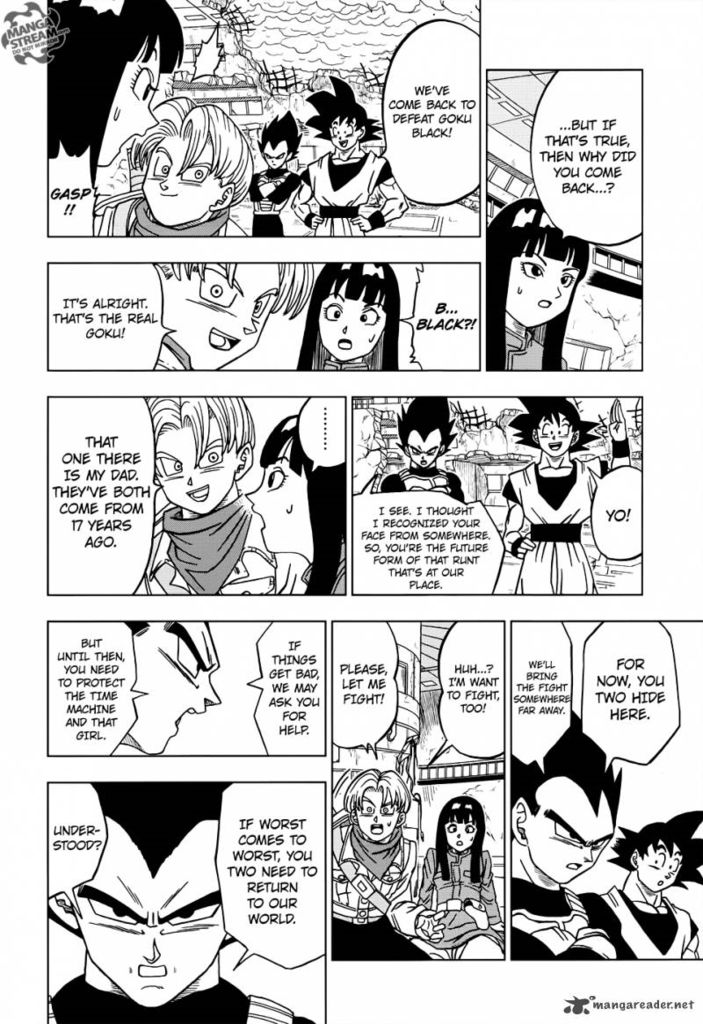 MANGA
STREAM
...BUT IF
THAT'S TRUE,
THEN WHY DID
YOU COME
BACK...?
WE'VE
COME BACK TO
DEFEAT GOKU
BLACK!
GASP
!!
B...
BLACK?!
IT'S ALRIGHT.
THAT'S THE REAL
GOKU!
YO!
I SEE. I THOUGHT
I RECOGNIZED YOUR
FACE FROM SOMEWHERE.
SO, YOU'RE THE FUTURE
FORM OF THAT RUNT
THAT'S AT OUR
PLACE.
........
THAT
ONE THERE
IS MY DAD.
THEY'VE BOTH
COME FROM
17 YEARS
AGO.
FOR
NOW, YOU
TWO HIDE
HERE.
WE'LL
BRING
THE FIGHT
SOMEWHERE
FAR AWAY.
HUH...?
I'M WANT
TO FIGHT,
TOO!
PLEASE,
LET ME
FIGHT!
IF
THINGS
GET BAD,
WE MAY
ASK YOU
FOR HELP.
BUT
UNTIL THEN,
YOU NEED TO
PROTECT
THE TIME
MACHINE
AND THAT
GIRL.
IF WORST
COMES TO
WORST, YOU
TWO NEED TO
RETURN
TO OUR
WORLD.
UNDER-
STOOD?
mangareader.net